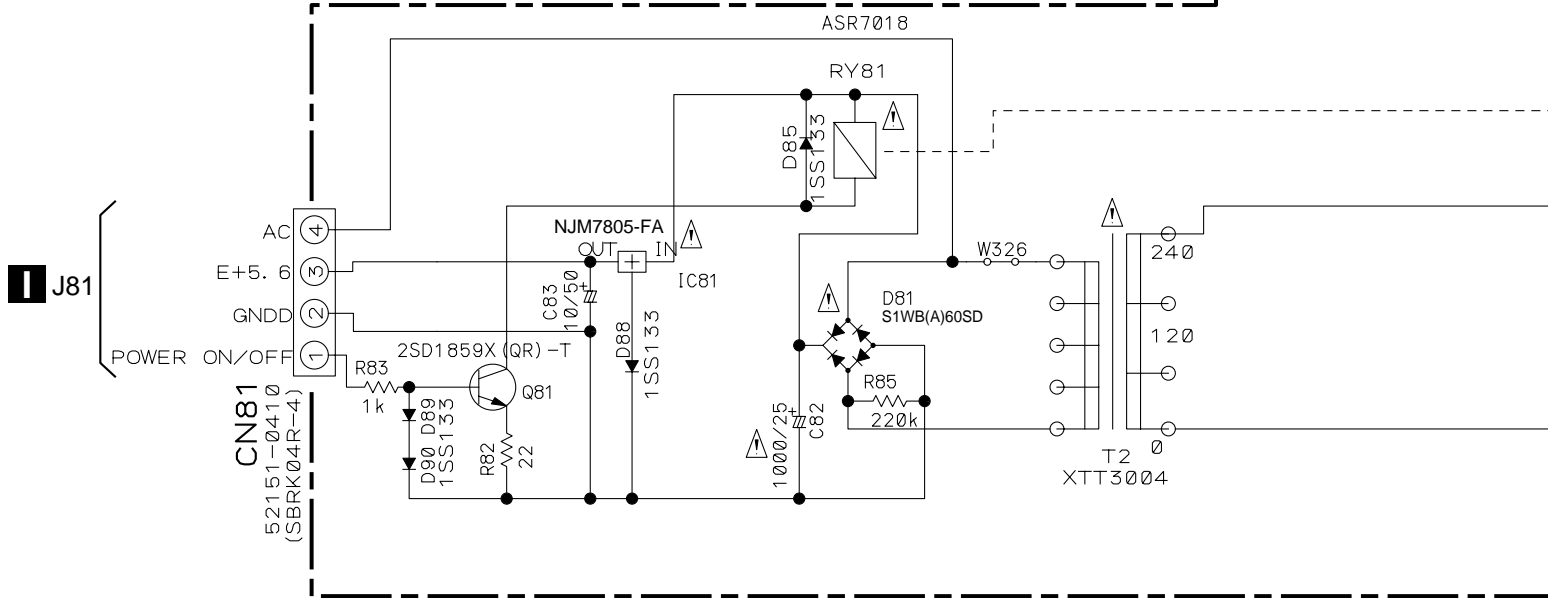 ASR7018
RY81
D85
1SS133
AC
4
NJM7805-FA
OUT
IN
IC81
W326
240
I J81
E+5. 6
3
C83
10/50
D81
S1WB(A)60SD
GNDD
2
D88
1SS133
120
POWER ON/OFF
1
2SD1859X(QR)-T
R83
1k
Q81
R85
220k
CN81
52151-0410
(SBRK04R-4)
D90 D89
1SS133
R82
22
1000/25
C82
0
T2
XTT3004